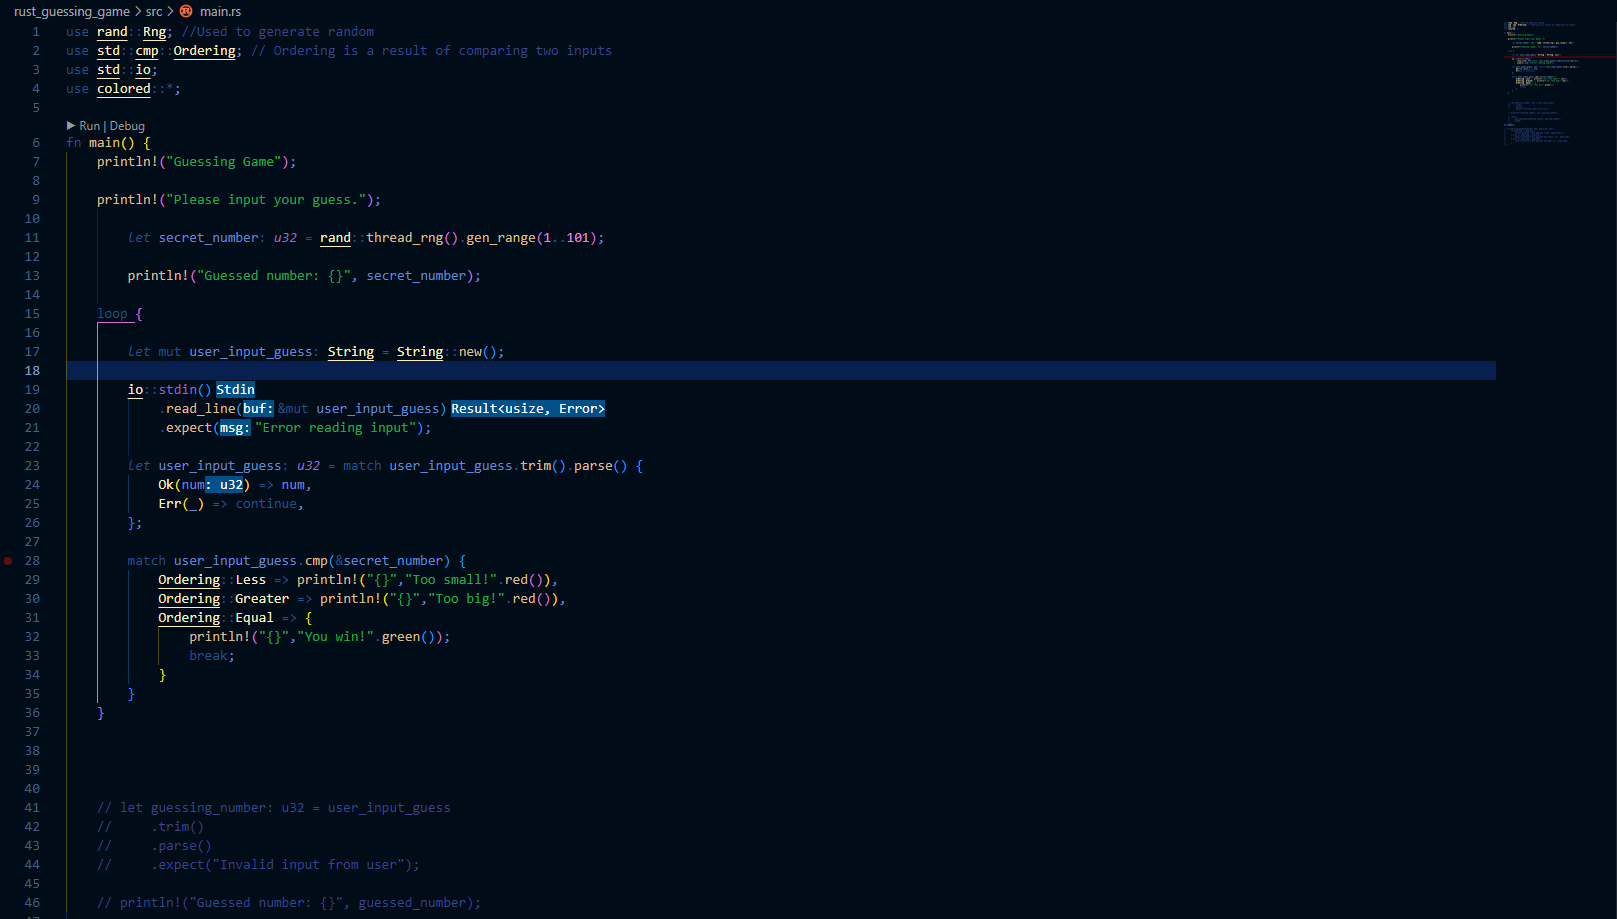 rust_guessing_game > src > main.rs
1 use rand::Rng; //Used to generate random
2 use std::cmp::Ordering; // Ordering is a result of comparing two inputs
3 use std::io;
4 use colored::*;
5
▶ Run | Debug
6 fn main() {
7 println!("Guessing Game");
8
9 println!("Please input your guess.");
10
11 let secret_number: u32 = rand::thread_rng().gen_range(1..101);
12
13 println!("Guessed number: {}", secret_number);
14
15 loop {
16
17 let mut user_input_guess: String = String::new();
18
19 io::stdin() Stdin
20 .read_line(buf: &mut user_input_guess) Result<usize, Error>
21 .expect(msg: "Error reading input");
22
23 let user_input_guess: u32 = match user_input_guess.trim().parse() {
24 Ok(num: u32) => num,
25 Err(_) => continue,
26 };
27
28 match user_input_guess.cmp(&secret_number) {
29 Ordering::Less => println!("{}","Too small!".red()),
30 Ordering::Greater => println!("{}","Too big!".red()),
31 Ordering::Equal => {
32 println!("{}","You win!".green());
33 break;
34 }
35 }
36 }
37
38
39
40
41 // let guessing_number: u32 = user_input_guess
42 // .trim()
43 // .parse()
44 // .expect("Invalid input from user");
45
46 // println!("Guessed number: {}", guessed_number);